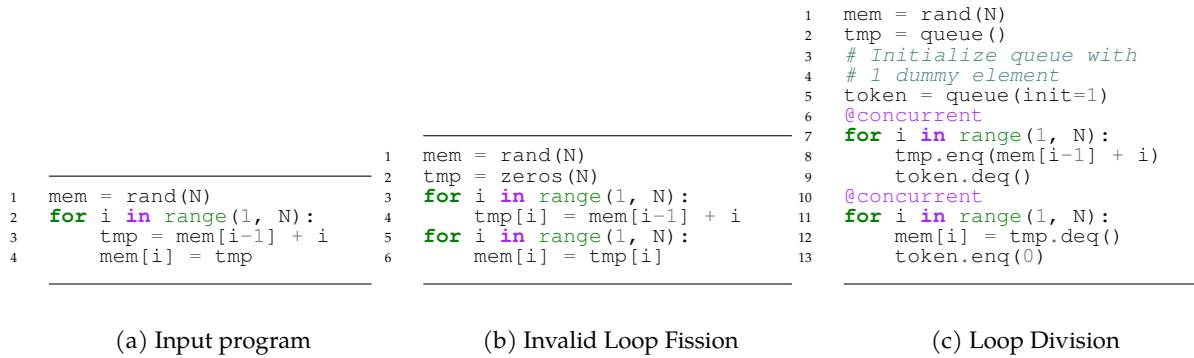 1 mem = rand(N)
2 for i in range(1, N):
3     tmp = mem[i-1] + i
4     mem[i] = tmp
(a) Input program
1 mem = rand(N)
2 tmp = zeros(N)
3 for i in range(1, N):
4     tmp[i] = mem[i-1] + i
5 for i in range(1, N):
6     mem[i] = tmp[i]
(b) Invalid Loop Fission
1 mem = rand(N)
2 tmp = queue()
3 # Initialize queue with
4 # 1 dummy element
5 token = queue(init=1)
6 @concurrent
7 for i in range(1, N):
8     tmp.enq(mem[i-1] + i)
9     token.deq()
10 @concurrent
11 for i in range(1, N):
12     mem[i] = tmp.deq()
13     token.enq(0)
(c) Loop Division